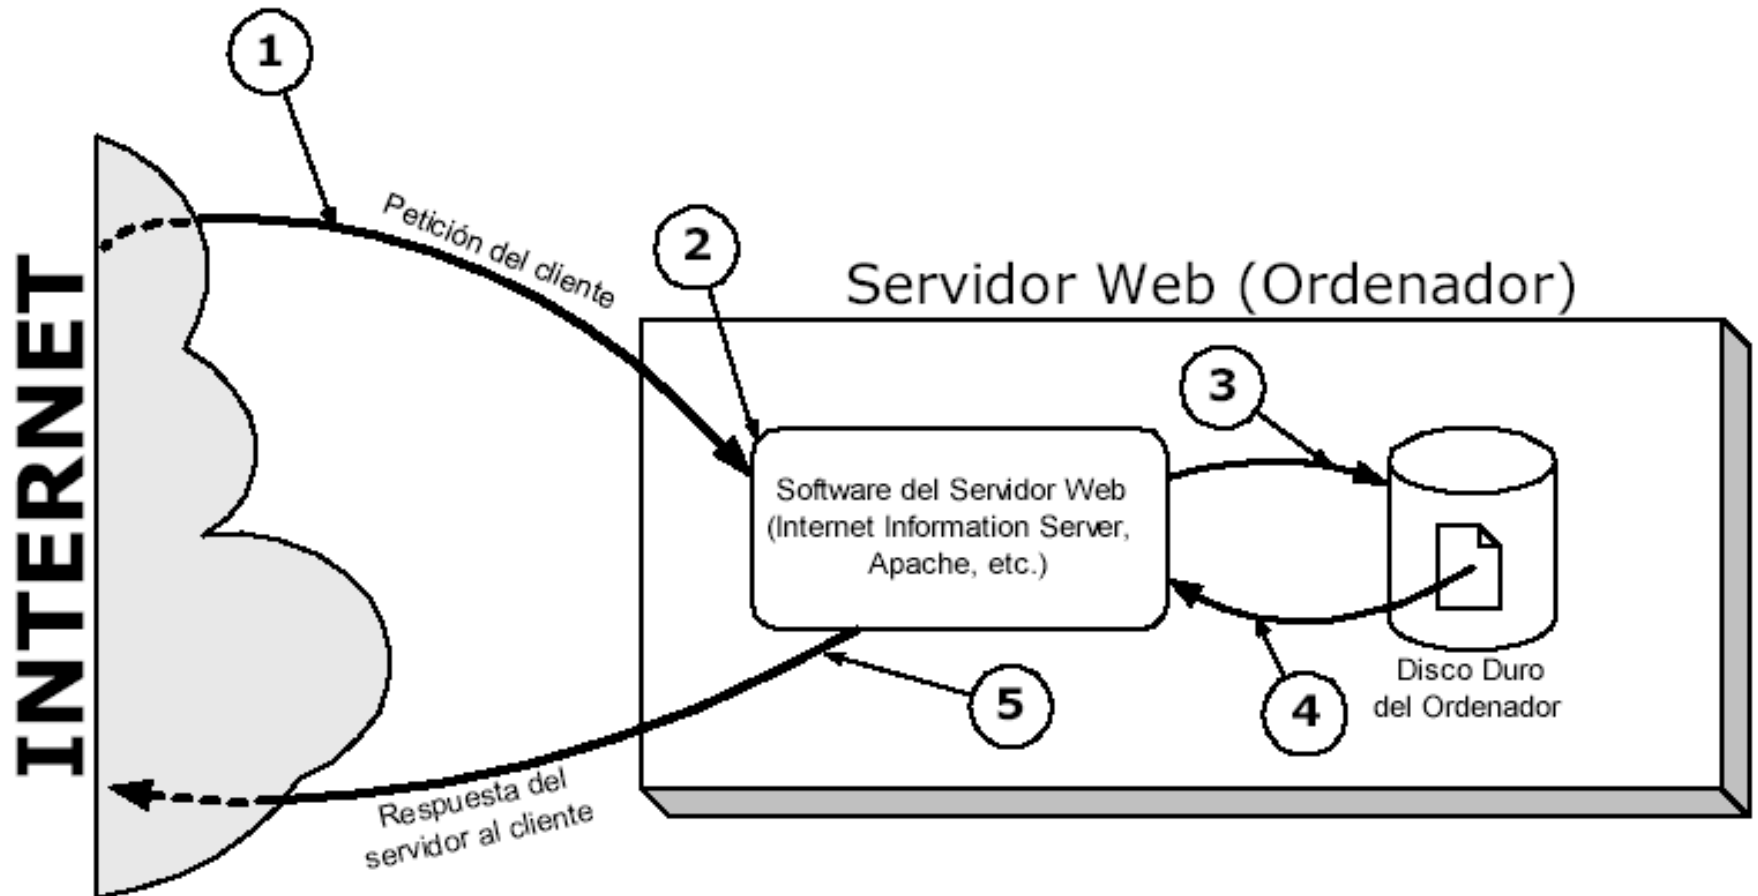 1
Petición del cliente
2
Servidor Web (Ordenador)
3
INTERNET
Software del Servidor Web
(Internet Information Server,
Apache, etc.)
Disco Duro
del Ordenador
4
5
Respuesta del
servidor al cliente